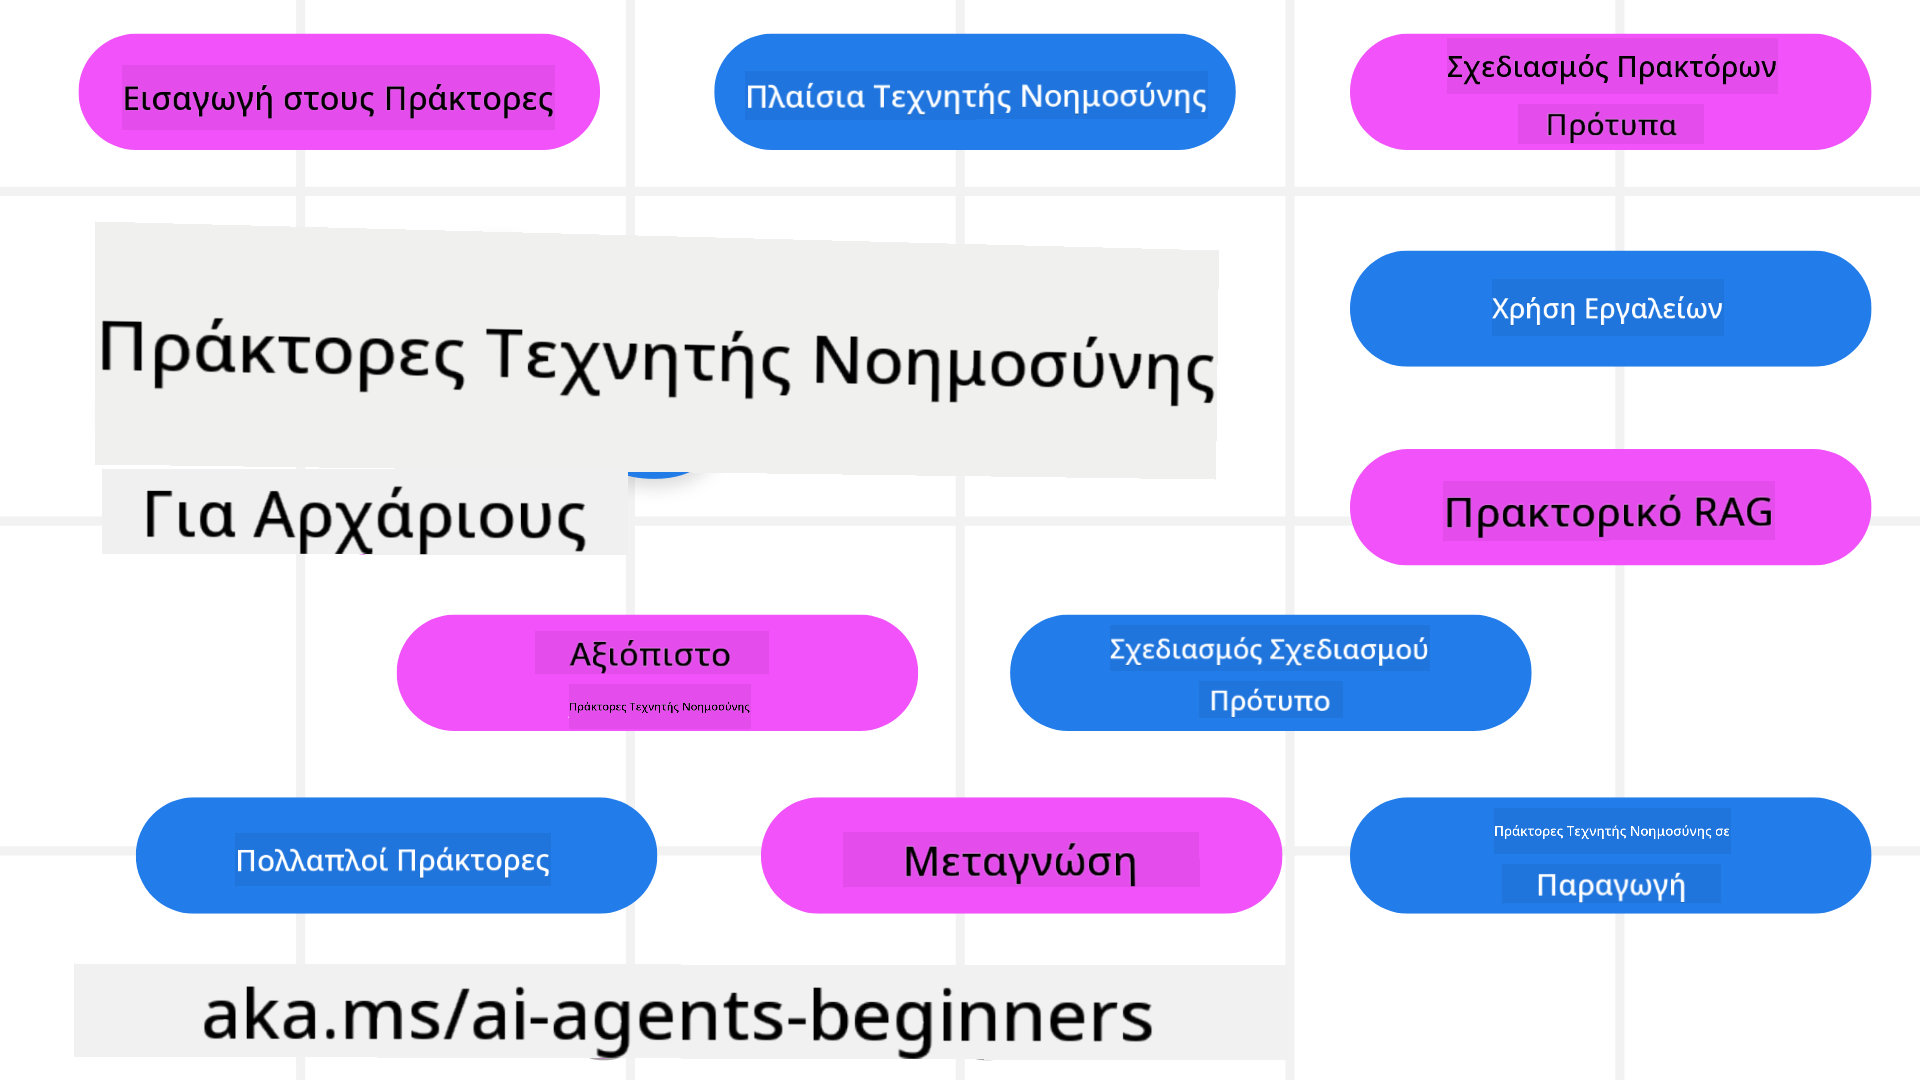 Εισαγωγή στους Πράκτορες
Πλαίσια Τεχνητής Νοημοσύνης
Σχεδιασμός Πρακτόρων
Πρότυπα
Πράκτορες Τεχνητής Νοημοσύνης
Για Αρχάριους
Χρήση Εργαλείων
Πρακτορικό RAG
Αξιόπιστο
Πράκτορες Τεχνητής Νοημοσύνης
Σχεδιασμός Σχεδιασμού
Πρότυπο
Πολλαπλοί Πράκτορες
Μεταγνώση
Πράκτορες Τεχνητής Νοημοσύνης σε
Παραγωγή
aka.ms/ai-agents-beginners